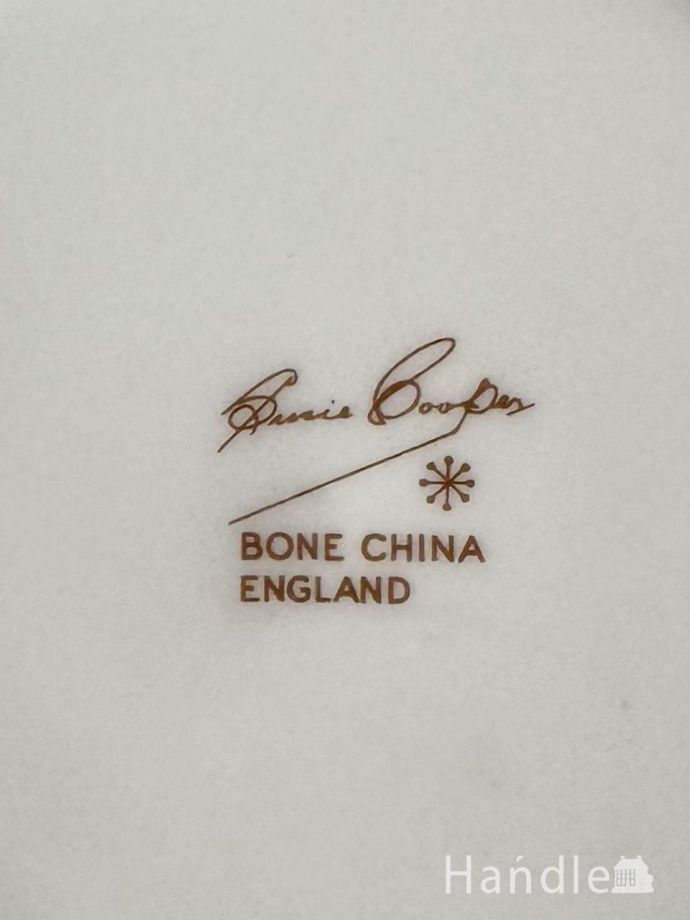 Susie Cooper
BONE CHINA
ENGLAND
Handle